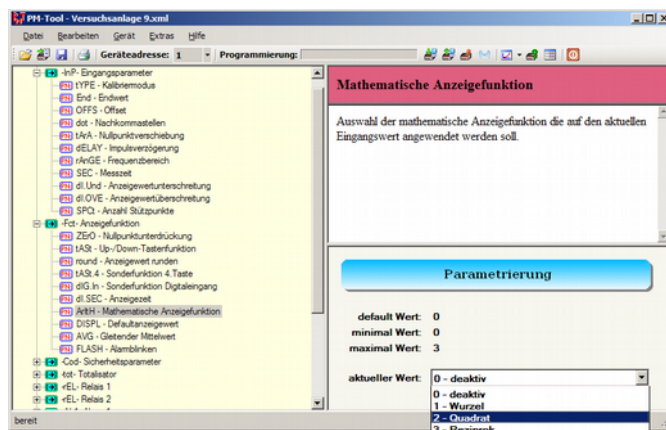 PM-Tool - Versuchsanlage 9.xml
Datei Bearbeiten Gerät Extras Hilfe
Geräteadresse: 1 Programmierung:
-InP- Eingangsparameter
tYPE - Kalibriermodus
End - Endwert
OFFS - Offset
dot - Nachkommastellen
tArA - Nullpunktverschiebung
dELAY - Impulsverzögerung
rAnGE - Frequenzbereich
SEC - Messzeit
dI.Und - Anzeigewertunterschreitung
dI.OVE - Anzeigewertüberschreitung
SPCt - Anzahl Stützpunkte
-Fct- Anzeigefunktion
ZErO - Nullpunktunterdrückung
tASt - Up-/Down-Tastenfunktion
round - Anzeigewert runden
tASt.4 - Sonderfunktion 4.Taste
dIG.In - Sonderfunktion Digitaleingang
dI.SEC - Anzeigezeit
ArItH - Mathematische Anzeigefunktion
DISPL - Defaultanzeigewert
AVG - Gleitender Mittelwert
FLASH - Alarmblinken
-Cod- Sicherheitsparameter
-tot- Totalisator
-rEL- Relais 1
-rEL- Relais 2
Mathematische Anzeigefunktion
Auswahl der mathematische Anzeigefunktion die auf den aktuellen
Eingangswert angewendet werden soll.
Parametrierung
default Wert: 0
minimal Wert: 0
maximal Wert: 3
aktueller Wert: 0 - deaktiv
0 - deaktiv
1 - Wurzel
2 - Quadrat
3 - Reziprok
bereit